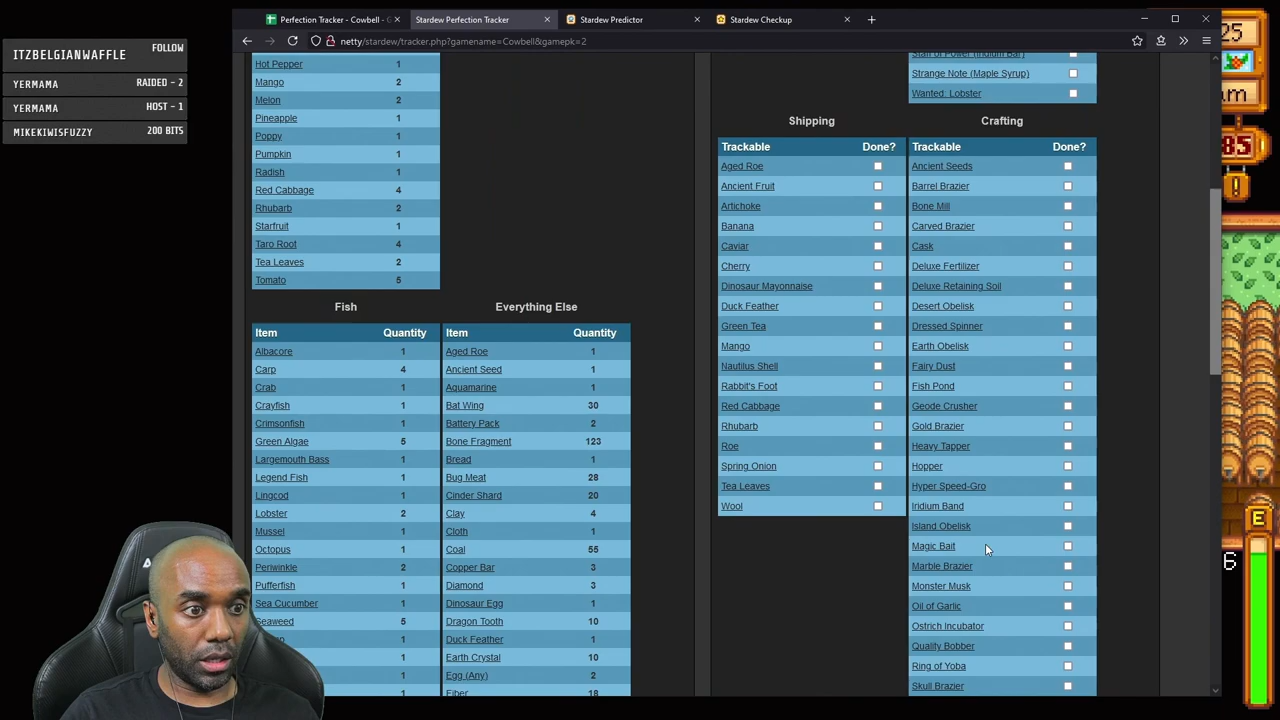 Perfection Tracker - Cowbell - G
Stardew Perfection Tracker
Stardew Predictor
Stardew Checkup
netty/stardew/tracker.php?gamename=Cowbell&gamepk=2
ITZBELGIANWAFFLE FOLLOW
YERMAMA RAIDED - 2
YERMAMA HOST - 1
MIKEKIWISFUZZY 200 BITS
Hot Pepper 1
Mango 2
Melon 2
Pineapple 1
Poppy 1
Pumpkin 1
Radish 1
Red Cabbage 4
Rhubarb 2
Starfruit 1
Taro Root 4
Tea Leaves 2
Tomato 5
Fish
Item Quantity
Albacore 1
Carp 4
Crab 1
Crayfish 1
Crimsonfish 1
Green Algae 5
Largemouth Bass 1
Legend Fish 1
Lingcod 1
Lobster 2
Mussel 1
Octopus 1
Periwinkle 2
Pufferfish 1
Sea Cucumber 1
Seaweed 5
1
1
1
Everything Else
Item Quantity
Aged Roe 1
Ancient Seed 1
Aquamarine 1
Bat Wing 30
Battery Pack 2
Bone Fragment 123
Bread 1
Bug Meat 28
Cinder Shard 20
Clay 4
Cloth 1
Coal 55
Copper Bar 3
Diamond 3
Dinosaur Egg 1
Dragon Tooth 10
Duck Feather 1
Earth Crystal 10
Egg (Any) 2
Fiber 18
Staff of Power (Iridium Bar)
Strange Note (Maple Syrup)
Wanted: Lobster
Shipping
Trackable Done?
Aged Roe
Ancient Fruit
Artichoke
Banana
Caviar
Cherry
Dinosaur Mayonnaise
Duck Feather
Green Tea
Mango
Nautilus Shell
Rabbit's Foot
Red Cabbage
Rhubarb
Roe
Spring Onion
Tea Leaves
Wool
Crafting
Trackable Done?
Ancient Seeds
Barrel Brazier
Bone Mill
Carved Brazier
Cask
Deluxe Fertilizer
Deluxe Retaining Soil
Desert Obelisk
Dressed Spinner
Earth Obelisk
Fairy Dust
Fish Pond
Geode Crusher
Gold Brazier
Heavy Tapper
Hopper
Hyper Speed-Gro
Iridium Band
Island Obelisk
Magic Bait
Marble Brazier
Monster Musk
Oil of Garlic
Ostrich Incubator
Quality Bobber
Ring of Yoba
Skull Brazier
25
am
85
!
E
6